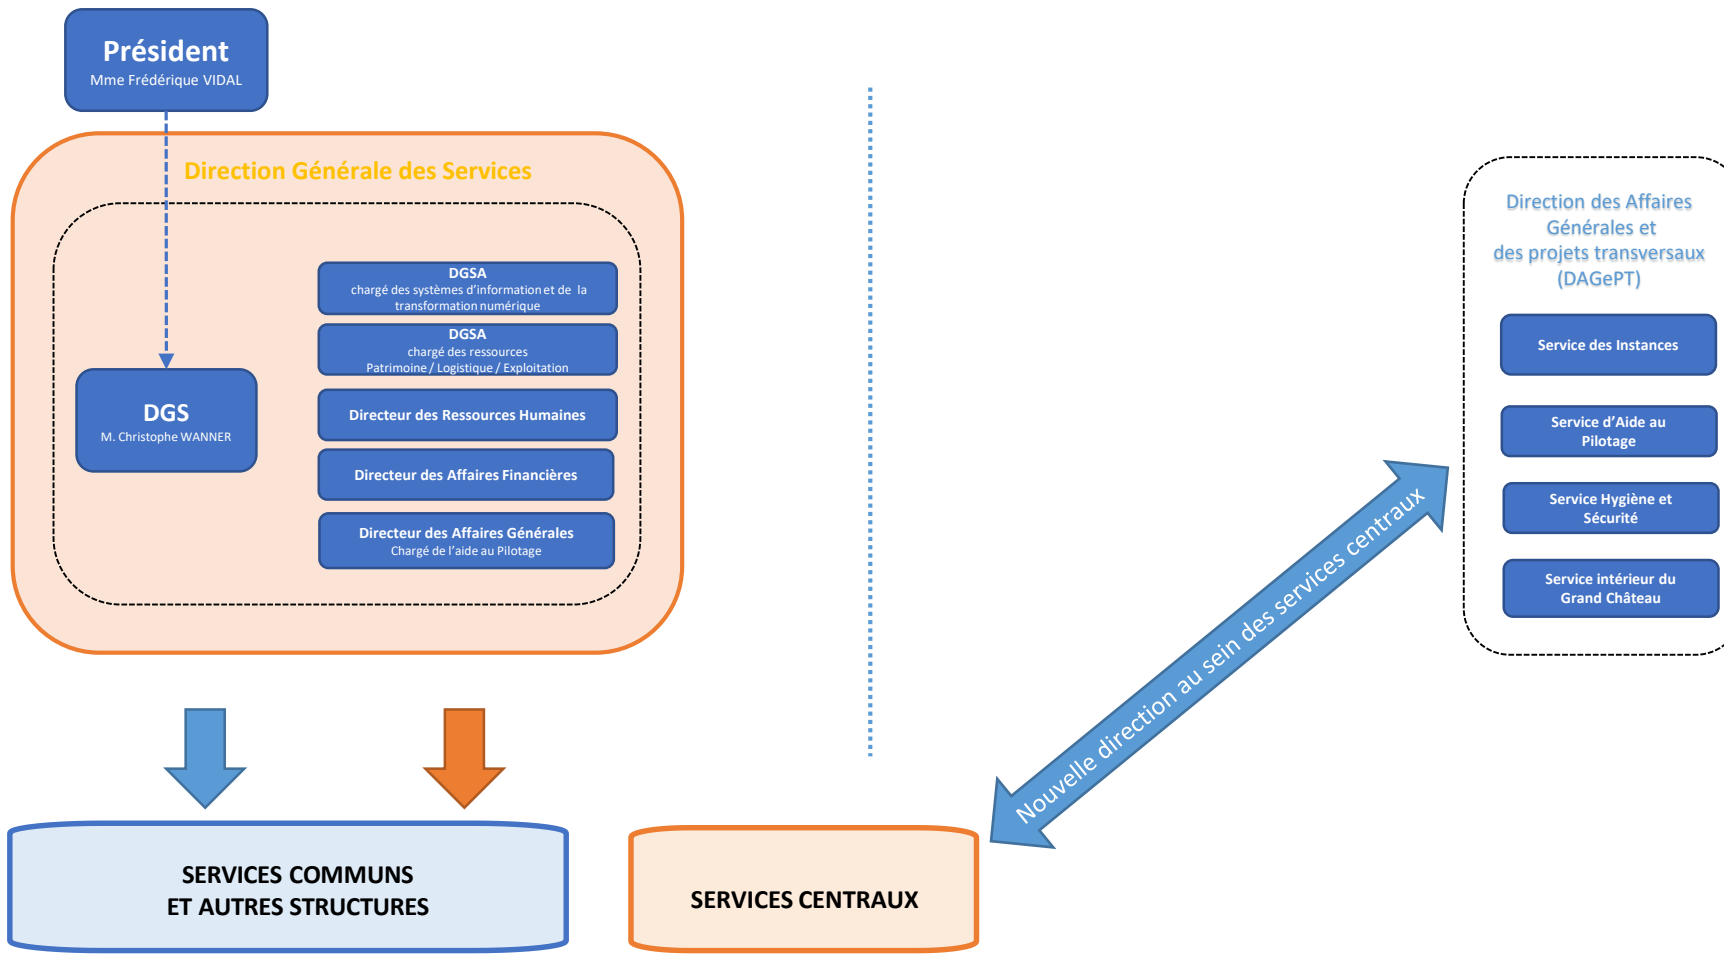 Président
Mme Frédérique VIDAL
Direction Générale des Services
DGSA
chargé des systèmes d'information et de la
transformation numérique
DGSA
chargé des ressources
Patrimoine / Logistique / Exploitation
DGS
M. Christophe WANNER
Directeur des Ressources Humaines
Directeur des Affaires Financières
Directeur des Affaires Générales
Chargé de l'aide au Pilotage
SERVICES COMMUNS
ET AUTRES STRUCTURES
SERVICES CENTRAUX
Nouvelle direction au sein des services centraux
Direction des Affaires
Générales et
des projets transversaux
(DAGePT)
Service des Instances
Service d'Aide au
Pilotage
Service Hygiène et
Sécurité
Service intérieur du
Grand Château